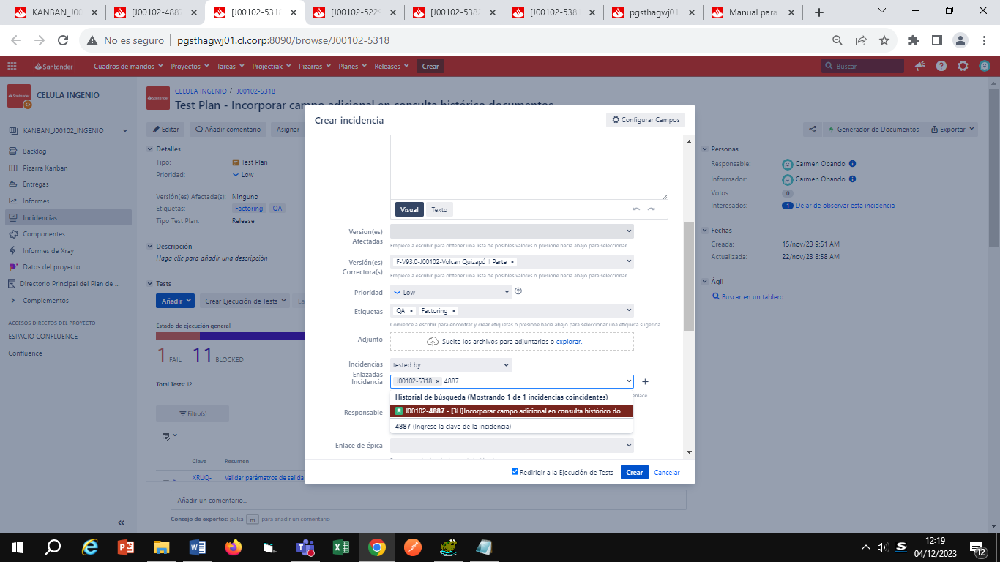 KANBAN_J00
[J00102-4887
[J00102-5318
[J00102-5229
[J00102-5382
[J00102-5381
pgsthagwj01
Manual para
No es seguro | pgsthagwj01.cl.corp:8090/browse/J00102-5318
Santander
Cuadros de mandos Proyectos Tareas Projectrak Pizarras Planes Releases Crear
Buscar
CELULA INGENIO
KANBAN_J00102_INGENIO
Backlog
Pizarra Kanban
Entregas
Informes
Incidencias
Componentes
Informes de Xray
Datos del proyecto
Directorio Principal del Plan de ...
Complementos
ACCESOS DIRECTOS DEL PROYECTO
ESPACIO CONFLUENCE
Confluence
CELULA INGENIO / J00102-5318
Test Plan - Incorporar campo adicional en consulta histórico documentos
Editar Añadir comentario Asignar
Generador de Documentos Exportar
Detalles
Tipo: Test Plan
Prioridad: Low
Versión(es) Afectada(s): Ninguno
Etiquetas: Factoring QA
Tipo Test Plan: Release
Descripción
Haga clic para añadir una descripción
Tests
Añadir Crear Ejecución de Tests
Estado de ejecución general
1 FAIL 11 BLOCKED
Total Tests: 12
Filtro(s)
Clave Resumen
XRUQ- Validar parámetros de salida
Añadir un comentario...
Consejo de expertos: pulsa m para añadir un comentario
Crear incidencia
Configurar Campos
Visual Texto
Version(es) Afectadas
Empiece a escribir para obtener una lista de posibles valores o presione hacia abajo para seleccionar.
Versión(es) Correctora(s)
F-V93.0-J00102-Volcan Quizapú II Parte ×
Empiece a escribir para obtener una lista de posibles valores o presione hacia abajo para seleccionar.
Prioridad Low
Etiquetas QA × Factoring ×
Comience a escribir para encontrar y crear etiquetas o presione hacia abajo para seleccionar una etiqueta sugerida.
Adjunto Suelte los archivos para adjuntarlos o explorar.
Incidencias Enlazadas tested by
Incidencia J00102-5318 × 4887
Historial de búsqueda (Mostrando 1 de 1 incidencias coincidentes)
enlace.
J00102-4887 - [3H]Incorporar campo adicional en consulta histórico do...
4887 (Ingrese la clave de la incidencia)
Responsable
Enlace de épica
Redirigir a la Ejecución de Tests Crear Cancelar
Personas
Responsable: Carmen Obando
Informador: Carmen Obando
Votos: 0
Interesados: 1 Dejar de observar esta incidencia
Fechas
Creada: 15/nov/23 9:51 AM
Actualizada: 22/nov/23 8:58 AM
Ágil
Buscar en un tablero
12:19
04/12/2023
12